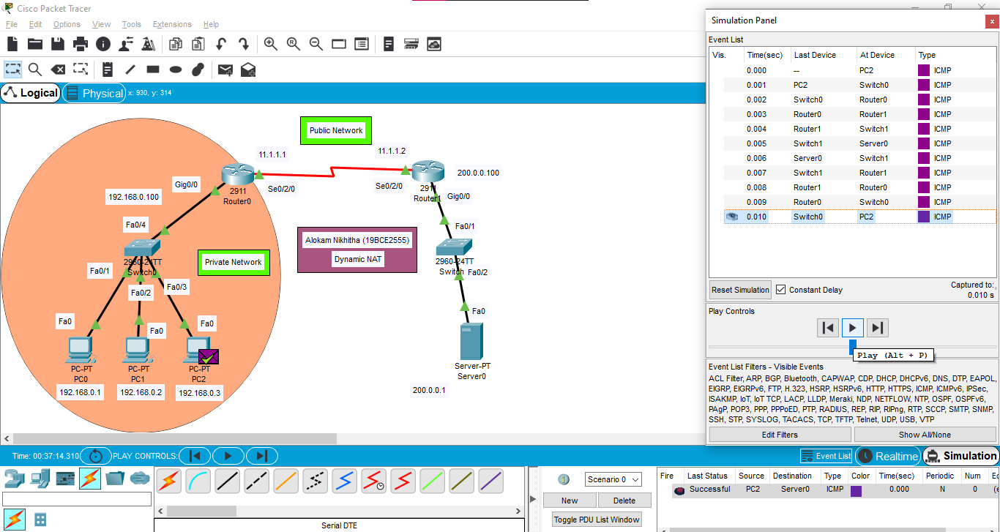 Cisco Packet Tracer
File Edit Options View Tools Extensions Help
Logical
Physical
x: 930, y: 314
Public Network
11.1.1.1
11.1.1.2
200.0.0.100
Gig0/0
2911
Router0
Se0/2/0
Se0/2/0
2911
Router1
Gig0/0
192.168.0.100
Fa0/4
Fa0/1
Alokam Nikhitha (19BCE2555)
Dynamic NAT
2960-24TT
Switch0
Private Network
2960-24TT
Switch
Fa0/2
Fa0/1
Fa0/2
Fa0/3
Fa0
Fa0
Fa0
Fa0
PC-PT
PC0
PC-PT
PC1
PC-PT
PC2
Server-PT
Server0
192.168.0.1
192.168.0.2
192.168.0.3
200.0.0.1
Simulation Panel
x
Event List
Vis. Time(sec) Last Device At Device Type
0.000 -- PC2 ICMP
0.001 PC2 Switch0 ICMP
0.002 Switch0 Router0 ICMP
0.003 Router0 Router1 ICMP
0.004 Router1 Switch1 ICMP
0.005 Switch1 Server0 ICMP
0.006 Server0 Switch1 ICMP
0.007 Switch1 Router1 ICMP
0.008 Router1 Router0 ICMP
0.009 Router0 Switch0 ICMP
0.010 Switch0 PC2 ICMP
Reset Simulation
Constant Delay
Captured to:
0.010 s
Play Controls
Play (Alt + P)
Event List Filters - Visible Events
ACL Filter, ARP, BGP, Bluetooth, CAPWAP, CDP, DHCP, DHCPv6, DNS, DTP, EAPOL,
EIGRP, EIGRPv6, FTP, H.323, HSRP, HSRPv6, HTTP, HTTPS, ICMP, ICMPv6, IPSec,
ISAKMP, IoT, IoT TCP, LACP, LLDP, Meraki, NDP, NETFLOW, NTP, OSPF, OSPFv6,
PAgP, POP3, PPP, PPPoED, PTP, RADIUS, REP, RIP, RIPng, RTP, SCCP, SMTP, SNMP,
SSH, STP, SYSLOG, TACACS, TCP, TFTP, Telnet, UDP, USB, VTP
Edit Filters
Show All/None
Time: 00:37:14.310
PLAY CONTROLS:
Event List
Realtime
Simulation
Serial DTE
Scenario 0
New
Delete
Toggle PDU List Window
Fire Last Status Source Destination Type Color Time(sec) Periodic Num
Successful PC2 Server0 ICMP 0.000 N 0